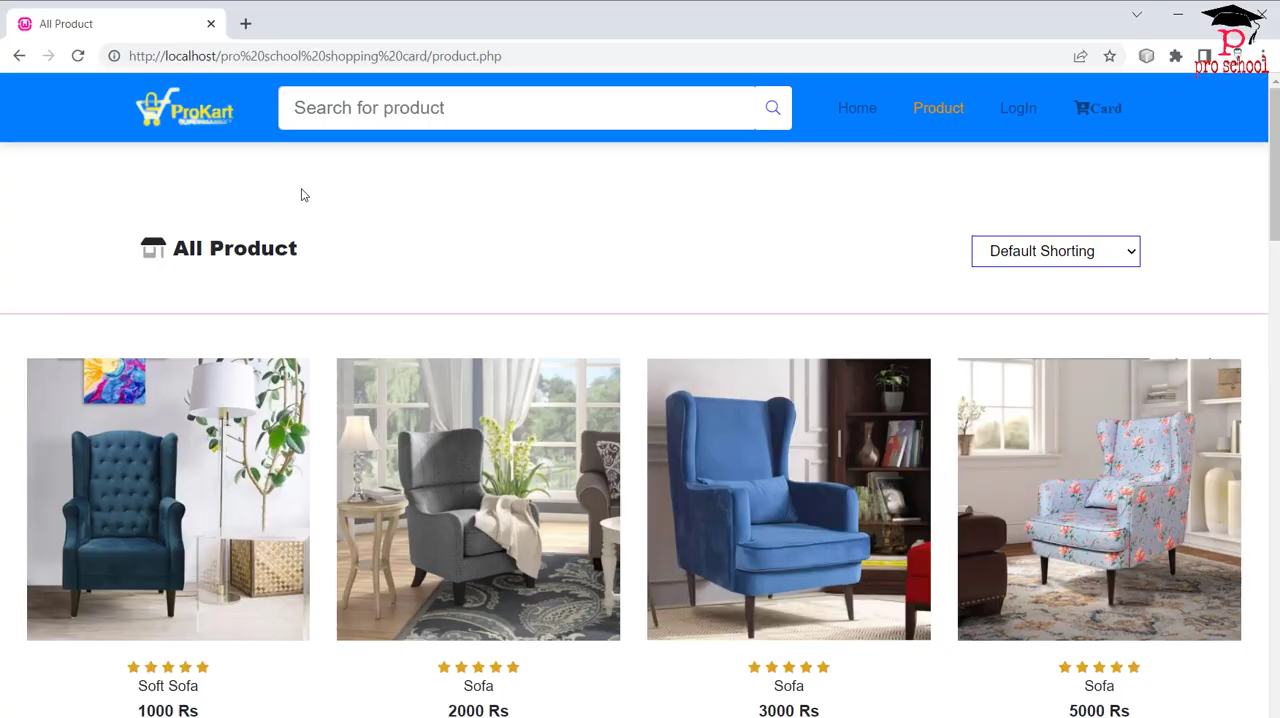 All Product
http://localhost/pro%20school%20shopping%20card/product.php
p
pro school
ProKart
Search for product
Home
Product
LogIn
Card
All Product
Default Shorting
Soft Sofa
1000 Rs
Sofa
2000 Rs
Sofa
3000 Rs
Sofa
5000 Rs